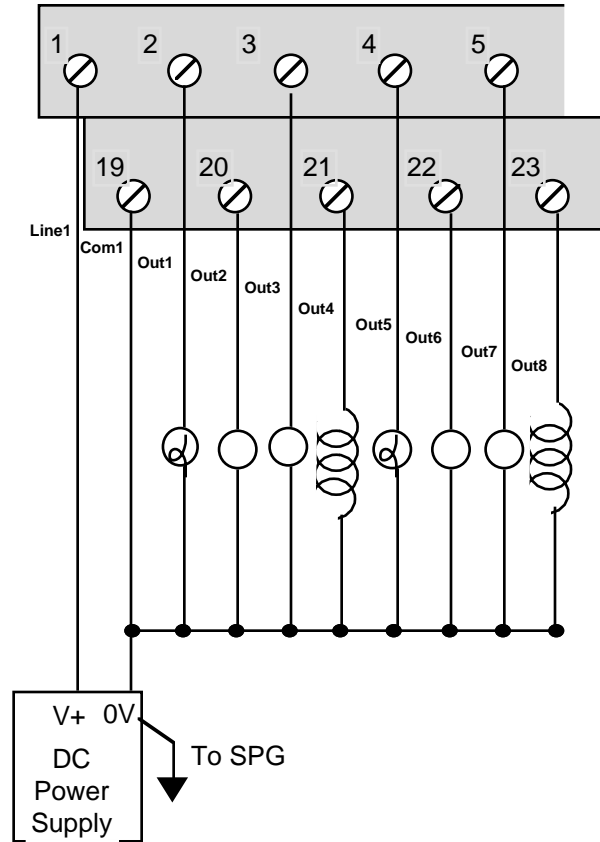 1 2 3 4 5
19 20 21 22 23
Line1
Com1
Out1
Out2
Out3
Out4
Out5
Out6
Out7
Out8
V+ 0V
DC
Power
Supply
To SPG